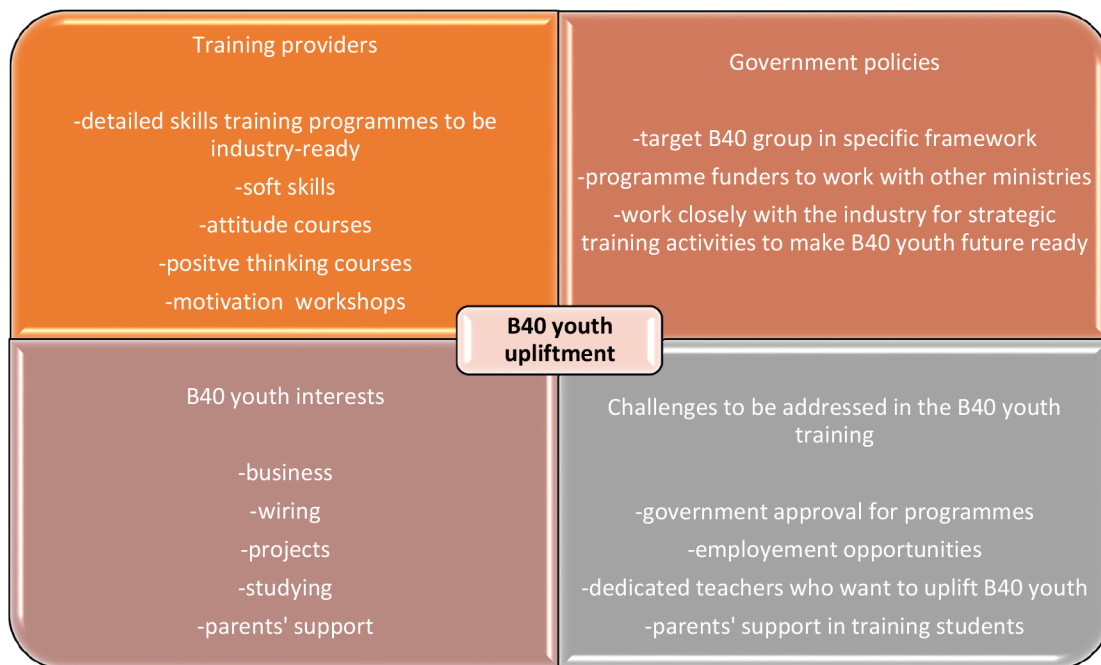 Training providers
-detailed skills training programmes to be
industry-ready
-soft skills
-attitude courses
-positve thinking courses
-motivation  workshops
Government policies
-target B40 group in specific framework
-programme funders to work with other ministries
-work closely with the industry for strategic
training activities to make B40 youth future ready
B40 youth
upliftment
B40 youth interests
-business
-wiring
-projects
-studying
-parents' support
Challenges to be addressed in the B40 youth
training
-government approval for programmes
-employement opportunities
-dedicated teachers who want to uplift B40 youth
-parents' support in training students